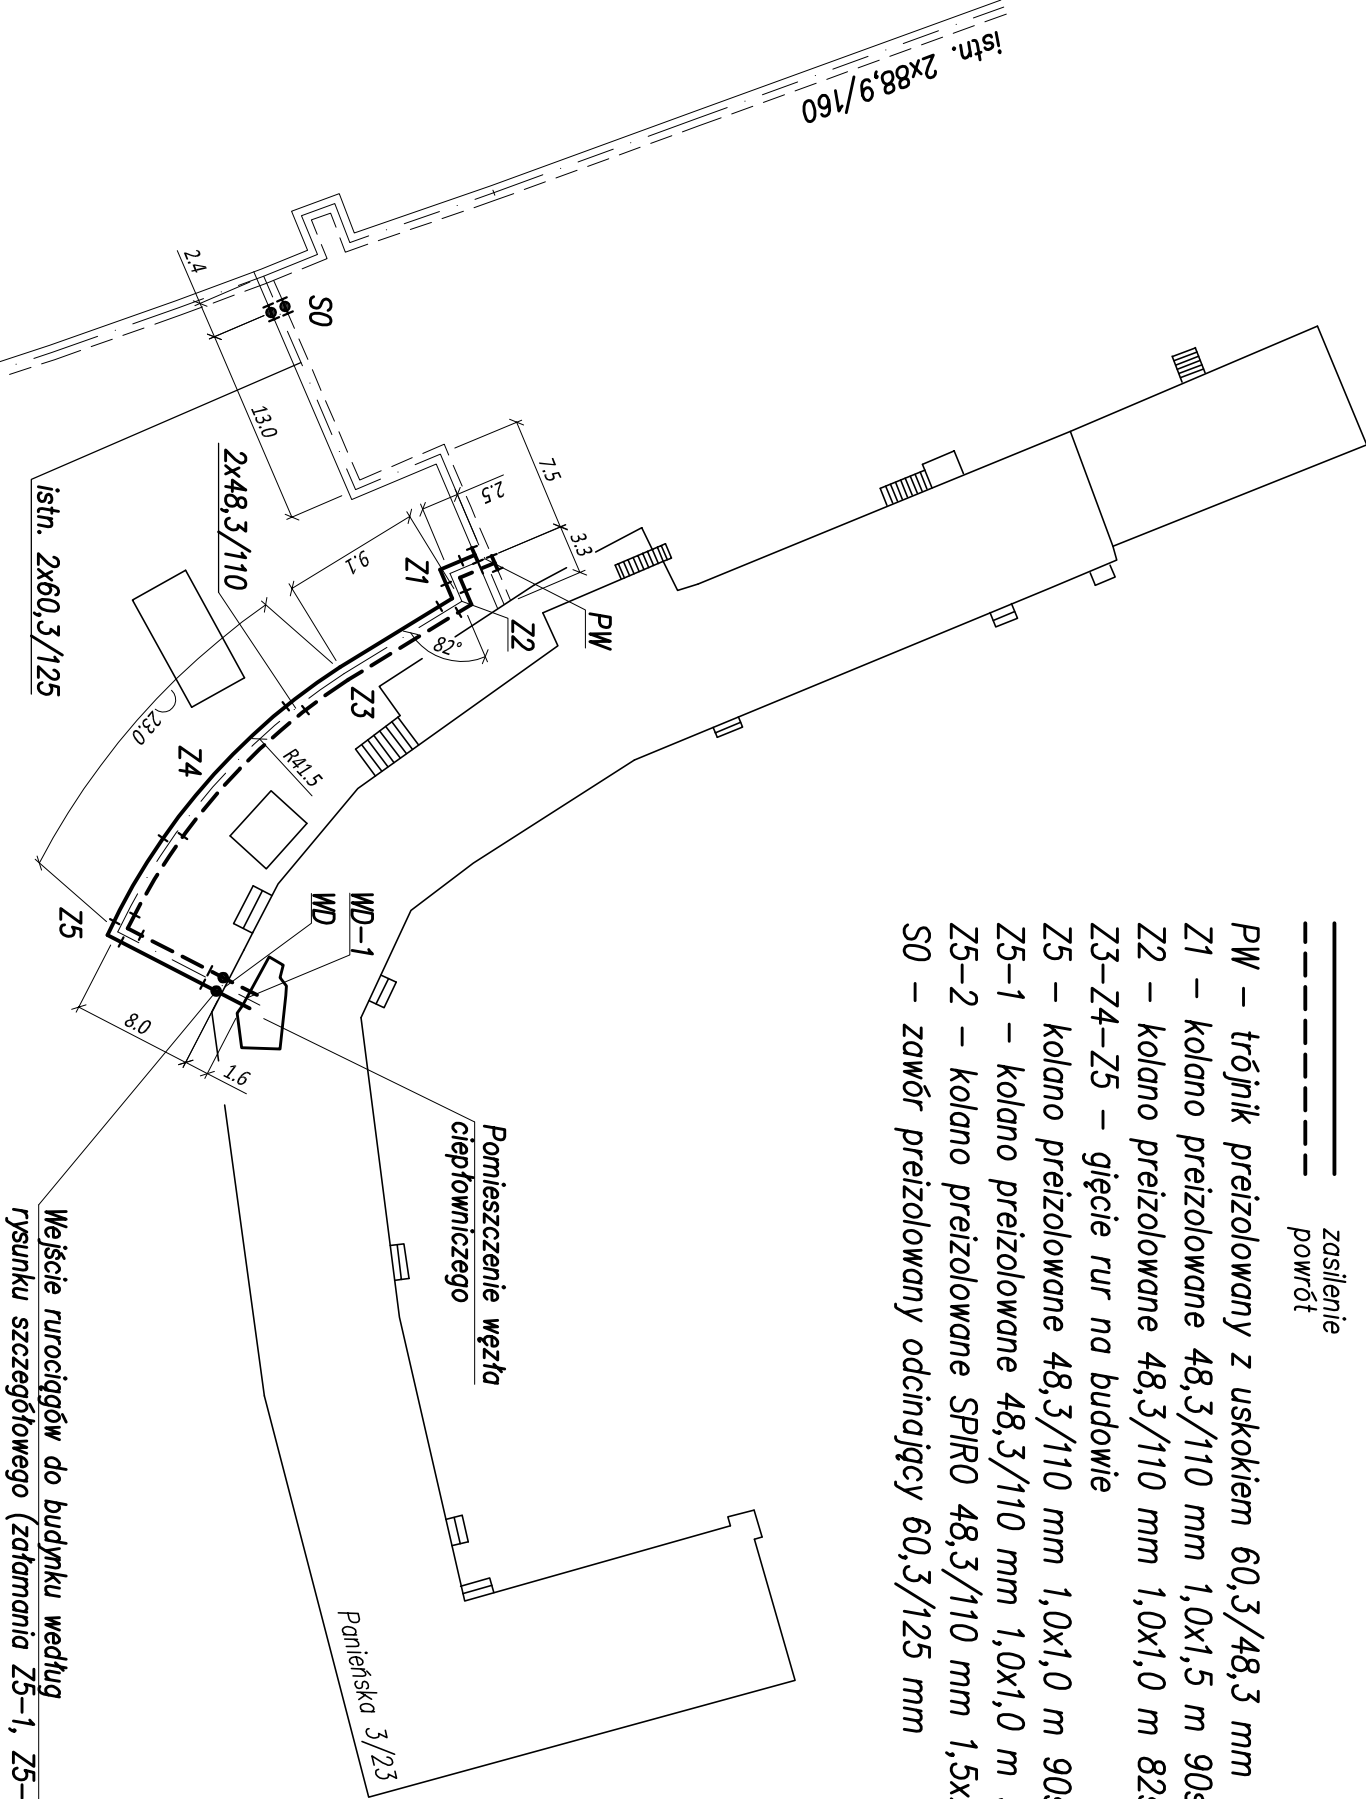 zasilenie
powrót
PW – trójnik preizolowany z uskokiem 60,3/48,3 mm
Z1 – kolano preizolowane 48,3/110 mm 1,0x1,5 m 90s
Z2 – kolano preizolowane 48,3/110 mm 1,0x1,0 m 82s
Z3–Z4–Z5 – gięcie rur na budowie
Z5 – kolano preizolowane 48,3/110 mm 1,0x1,0 m 90s
Z5–1 – kolano preizolowane 48,3/110 mm 1,0x1,0 m
Z5–2 – kolano preizolowane SPIRO 48,3/110 mm 1,5x
SO – zawór preizolowany odcinający 60,3/125 mm
istn. 2x88,9/160
SO
2.4
13.0
7.5
2.5
3.3
PW
Z1
Z2
82°
9.1
2x48,3/110
istn. 2x60,3/125
Z3
R41.5
Z4
23.0
WD–1
WD
Z5
8.0
1.6
Pomieszczenie węzła
ciepłowniczego
Wejście rurociągów do budynku według
rysunku szczegółowego (załamania Z5–1, Z5–
Panieńska 3/23